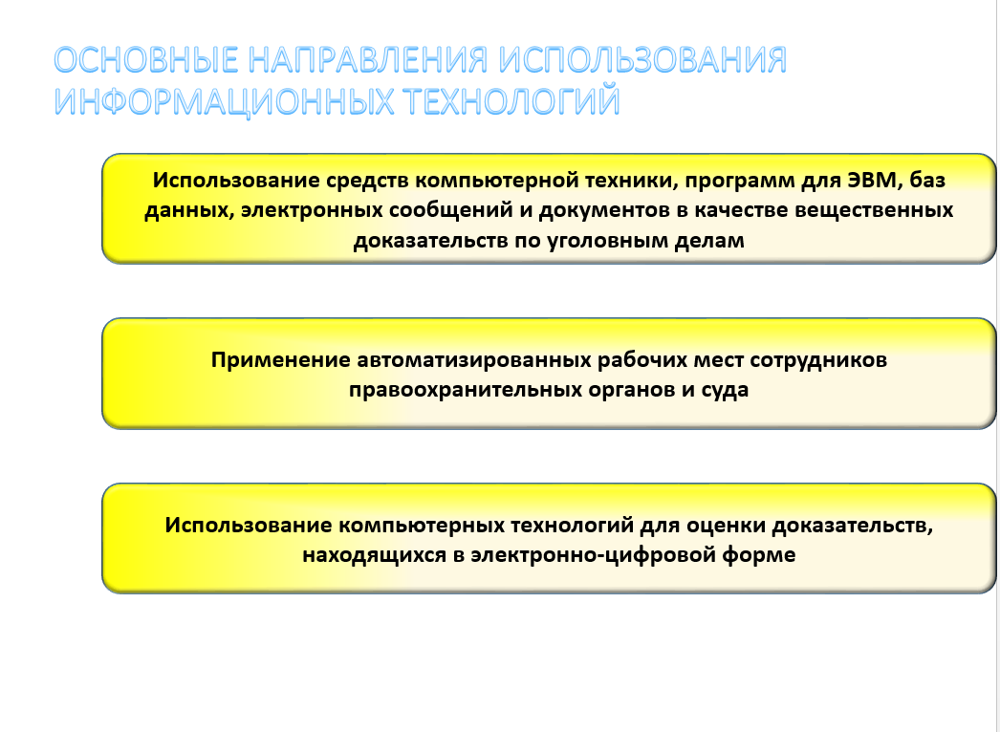 ОСНОВНЫЕ НАПРАВЛЕНИЯ ИСПОЛЬЗОВАНИЯ
ИНФОРМАЦИОННЫХ ТЕХНОЛОГИЙ
Использование средств компьютерной техники, программ для ЭВМ, баз
данных, электронных сообщений и документов в качестве вещественных
доказательств по уголовным делам
Применение автоматизированных рабочих мест сотрудников
правоохранительных органов и суда
Использование компьютерных технологий для оценки доказательств,
находящихся в электронно-цифровой форме